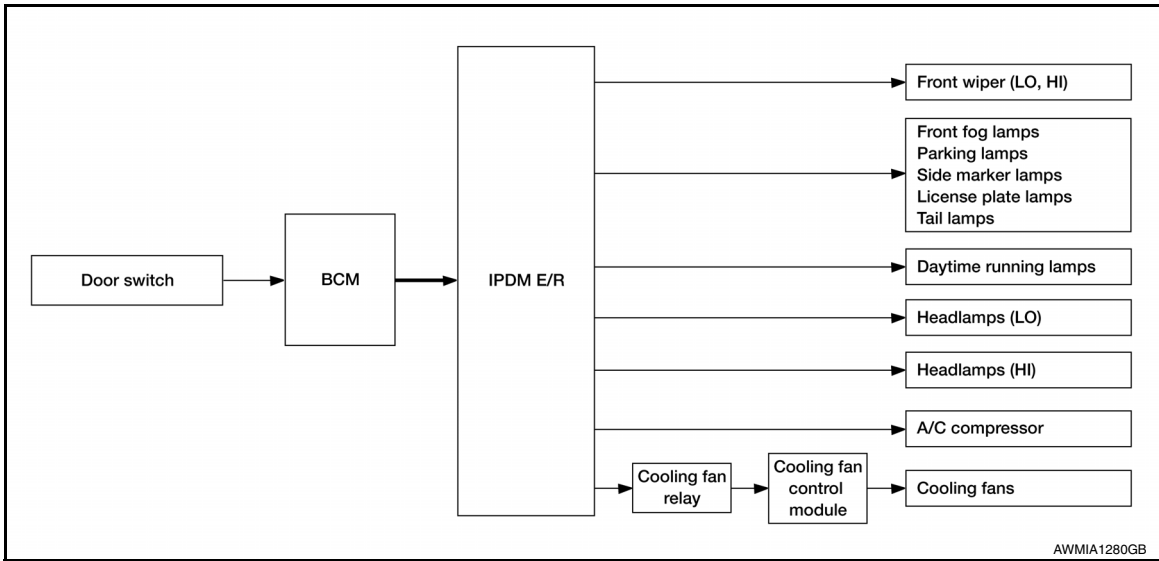 Front wiper (LO, HI)
Front fog lamps
Parking lamps
Side marker lamps
License plate lamps
Tail lamps
Door switch
BCM
IPDM E/R
Daytime running lamps
Headlamps (LO)
Headlamps (HI)
A/C compressor
Cooling fan
relay
Cooling fan
control
module
Cooling fans
AWMIA1280GB